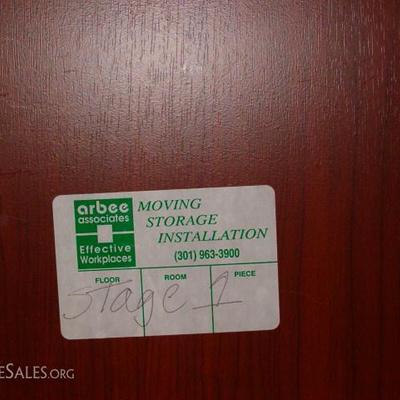 arbee
associates
Effective
Workplaces
MOVING
STORAGE
INSTALLATION
(301) 963-3900
FLOOR ROOM PIECE
Stage 1
eSales.org